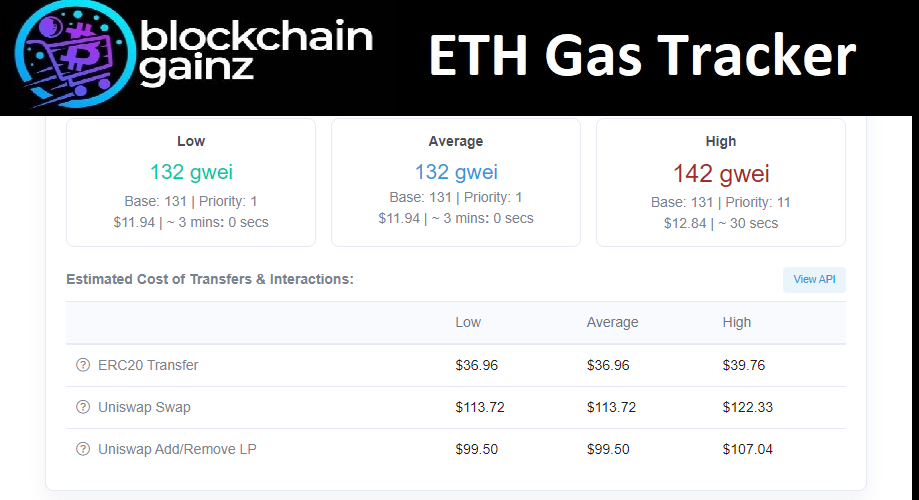 blockchain
gainz
ETH Gas Tracker
Low
132 gwei
Base: 131 | Priority: 1
$11.94 | ~ 3 mins: 0 secs
Average
132 gwei
Base: 131 | Priority: 1
$11.94 | ~ 3 mins: 0 secs
High
142 gwei
Base: 131 | Priority: 11
$12.84 | ~ 30 secs
Estimated Cost of Transfers & Interactions:
View API
Low Average High
ERC20 Transfer $36.96 $36.96 $39.76
Uniswap Swap $113.72 $113.72 $122.33
Uniswap Add/Remove LP $99.50 $99.50 $107.04